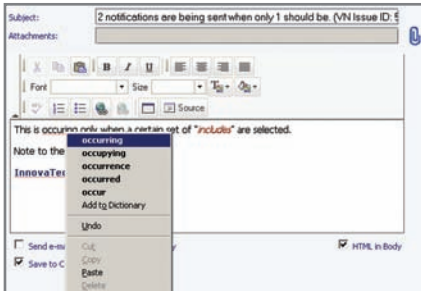 Subject: 2 notifications are being sent when only 1 should be. (VN Issue ID: 5
Attachments:
B I U
Font Size
Source
This is occuring only when a certain set of "includes" are selected.
Note to the
occurring
occupying
occurrence
occurred
occur
Add to Dictionary
Undo
Cut
Copy
Paste
Delete
InnovaTec
Send e-ma
HTML in Body
Save to C